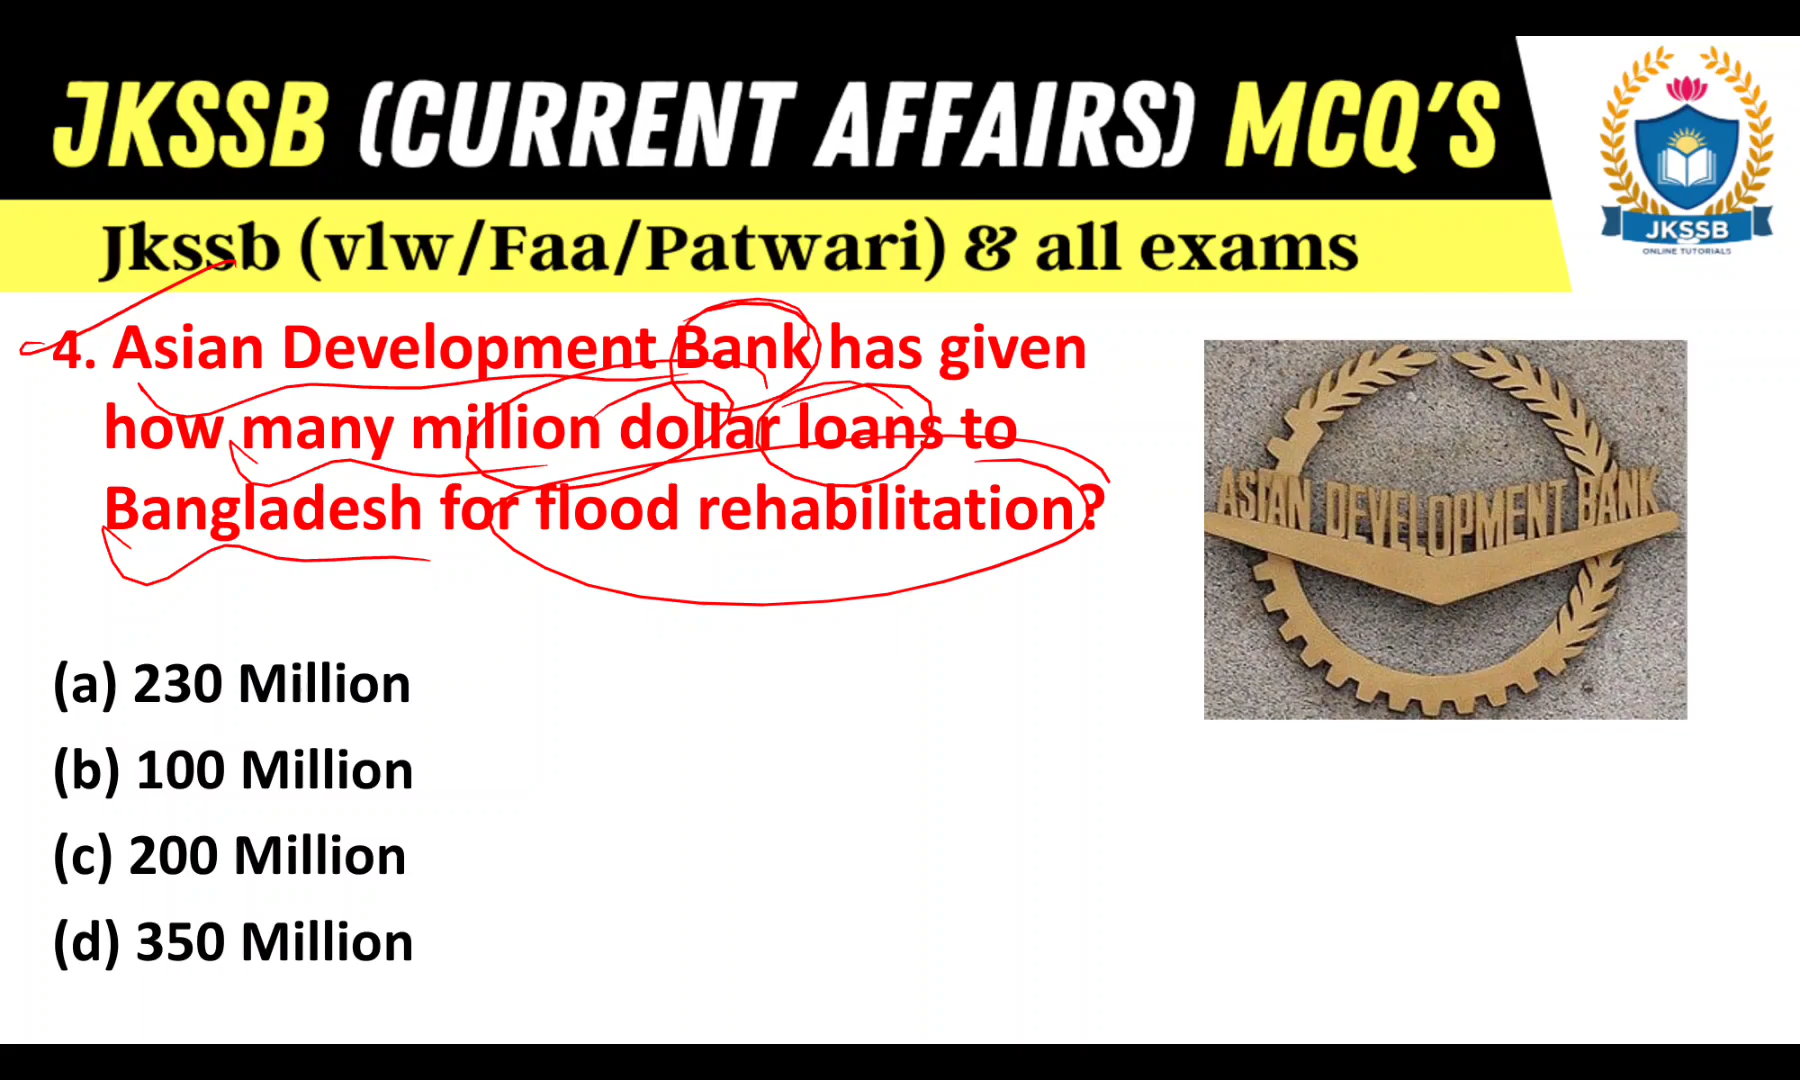 JKSSB (CURRENT AFFAIRS) MCQ'S
Jkssb (vlw/Faa/Patwari) & all exams
JKSSB
ONLINE TUTORIALS
4. Asian Development Bank has given
how many million dollar loans to
Bangladesh for flood rehabilitation?
ASIAN DEVELOPMENT BANK
(a) 230 Million
(b) 100 Million
(c) 200 Million
(d) 350 Million